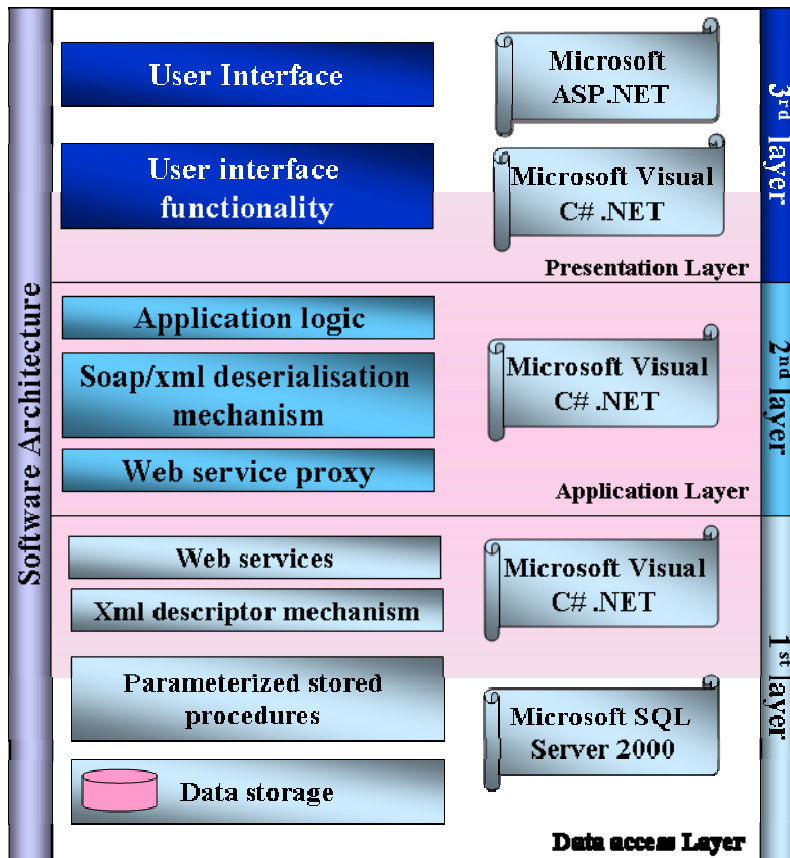 Software Architecture
User Interface
Microsoft
ASP.NET
3rd layer
User interface
functionality
Microsoft Visual
C# .NET
Presentation Layer
Application logic
Soap/xml deserialisation
mechanism
Web service proxy
Microsoft Visual
C# .NET
2nd layer
Application Layer
Web services
Xml descriptor mechanism
Microsoft Visual
C# .NET
1st layer
Parameterized stored
procedures
Microsoft SQL
Server 2000
Data storage
Data access Layer